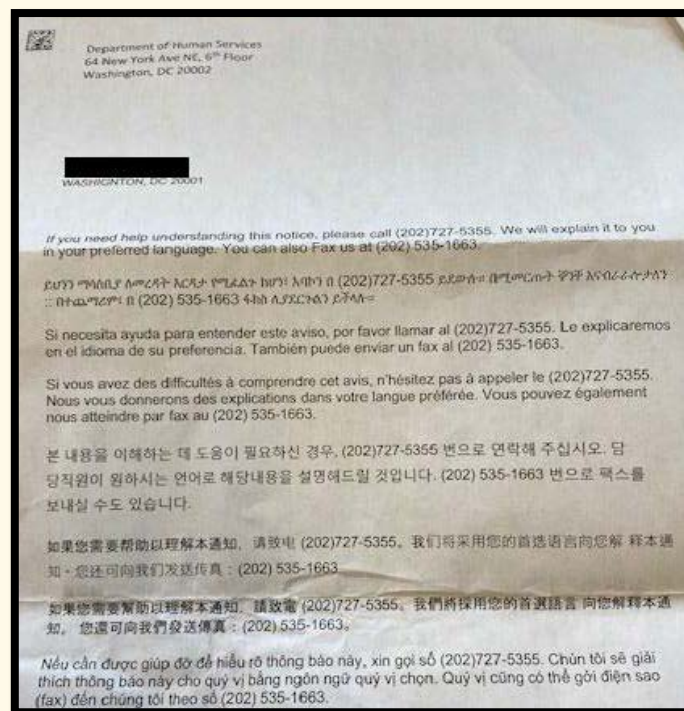 Department of Human Services
64 New York Ave NE, 6th Floor
Washington, DC 20002
WASHIGNTON, DC 20001
If you need help understanding this notice, please call (202)727-5355. We will explain it to you
in your preferred language. You can also Fax us at (202) 535-1663.
ይህንን ማሳሰቢያ ለመረዳት እርዳታ የሚፈልጉ ከሆነ፣ እባክዎ በ (202)727-5355 ይደውሉ። በሚመርጡት ቋንቋ እናብራራሎታለን
:: በተጨማሪም፣ በ (202) 535-1663 ፋክስ ሊያደርጉልን ይችላሉ።
Si necesita ayuda para entender este aviso, por favor llamar al (202)727-5355. Le explicaremos
en el idioma de su preferencia. También puede enviar un fax al (202) 535-1663.
Si vous avez des difficultés à comprendre cet avis, n'hésitez pas à appeler le (202)727-5355.
Nous vous donnerons des explications dans votre langue préférée. Vous pouvez également
nous atteindre par fax au (202) 535-1663.
본 내용을 이해하는 데 도움이 필요하신 경우, (202)727-5355 번으로 연락해 주십시오. 담
당직원이 원하시는 언어로 해당내용을 설명해드릴 것입니다. (202) 535-1663 번으로 팩스를
보내실 수도 있습니다.
如果您需要帮助以理解本通知，请致电 (202)727-5355。我们将采用您的首选语言向您解 释本通
知。您还可向我们发送传真：(202) 535-1663
如果您需要幫助以理解本通知，請致電 (202)727-5355。我們將採用您的首選語言 向您解釋本通
知。 您還可向我們發送傳真：(202) 535-1663。
Nếu cần được giúp đỡ để hiểu rõ thông báo này, xin gọi số (202)727-5355. Chún tôi sẽ giải
thích thông báo này cho quý vị bằng ngôn ngữ quý vị chọn. Quý vị cũng có thể gởi điện sao
(fax) đến chúng tôi theo số (202) 535-1663.